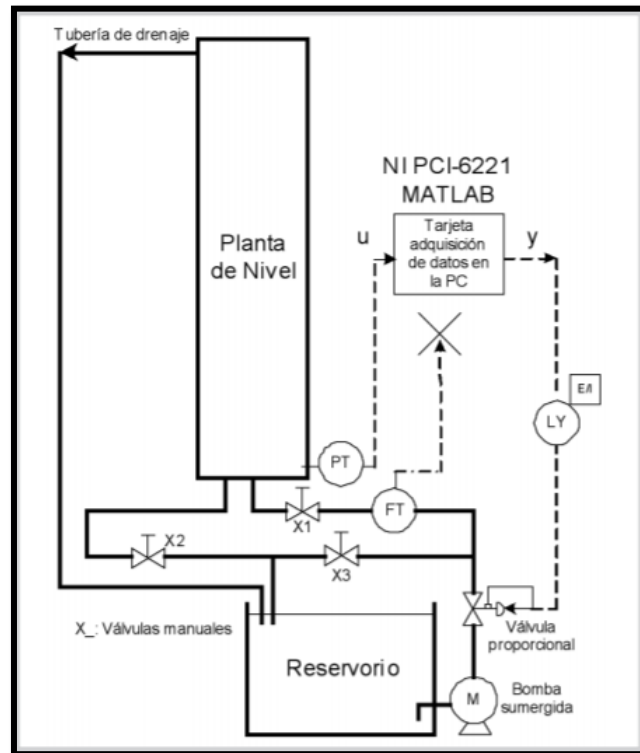 Tubería de drenaje
NI PCI-6221
MATLAB
Planta
de Nivel
u
Tarjeta
adquisición
de datos en
la PC
y
E/I
LY
PT
FT
X1
X2
X3
X_: Válvulas manuales
Válvula
proporcional
Reservorio
M
Bomba
sumergida